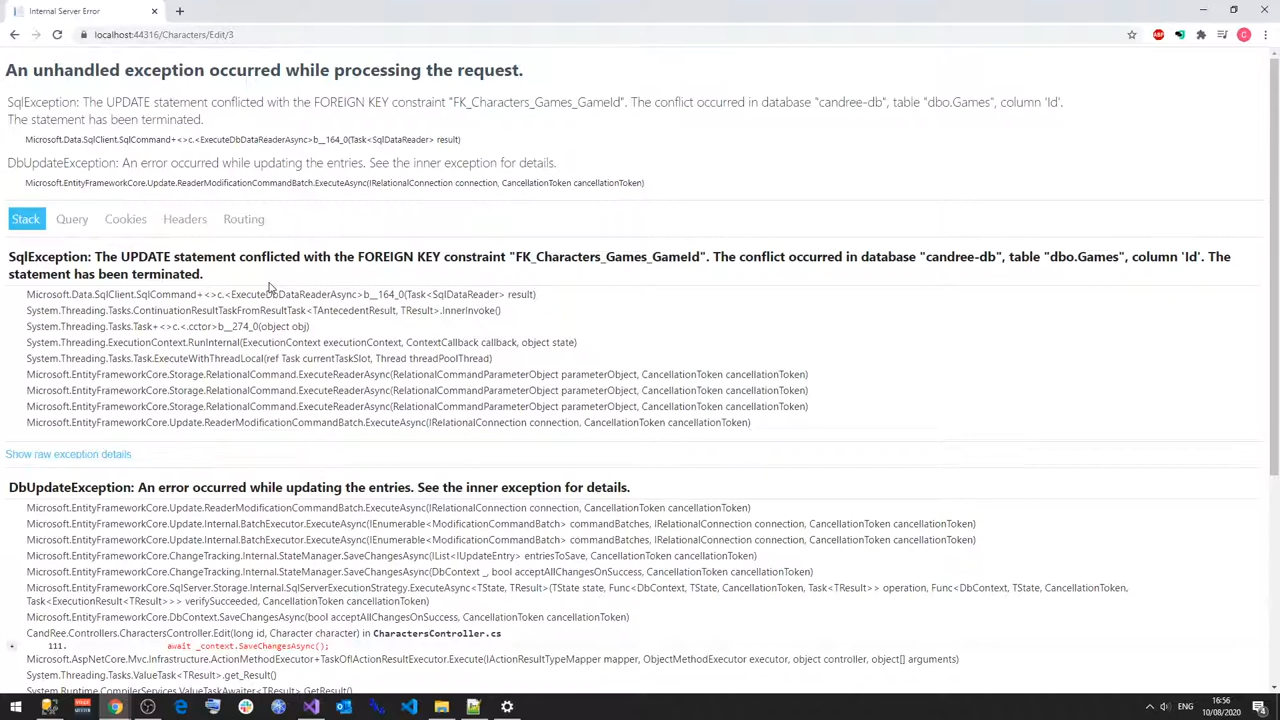 Internal Server Error
localhost:44316/Characters/Edit/3
An unhandled exception occurred while processing the request.
SqlException: The UPDATE statement conflicted with the FOREIGN KEY constraint "FK_Characters_Games_GameId". The conflict occurred in database "candree-db", table "dbo.Games", column 'Id'.
The statement has been terminated.
Microsoft.Data.SqlClient.SqlCommand+<>c.<ExecuteDbDataReaderAsync>b__164_0(Task<SqlDataReader> result)
DbUpdateException: An error occurred while updating the entries. See the inner exception for details.
Microsoft.EntityFrameworkCore.Update.ReaderModificationCommandBatch.ExecuteAsync(IRelationalConnection connection, CancellationToken cancellationToken)
Stack Query Cookies Headers Routing
SqlException: The UPDATE statement conflicted with the FOREIGN KEY constraint "FK_Characters_Games_GameId". The conflict occurred in database "candree-db", table "dbo.Games", column 'Id'. The
statement has been terminated.
Microsoft.Data.SqlClient.SqlCommand+<>c.<ExecuteDbDataReaderAsync>b__164_0(Task<SqlDataReader> result)
System.Threading.Tasks.ContinuationResultTaskFromResultTask<TAntecedentResult, TResult>.InnerInvoke()
System.Threading.Tasks.Task+<>c.<.cctor>b__274_0(object obj)
System.Threading.ExecutionContext.RunInternal(ExecutionContext executionContext, ContextCallback callback, object state)
System.Threading.Tasks.Task.ExecuteWithThreadLocal(ref Task currentTaskSlot, Thread threadPoolThread)
Microsoft.EntityFrameworkCore.Storage.RelationalCommand.ExecuteReaderAsync(RelationalCommandParameterObject parameterObject, CancellationToken cancellationToken)
Microsoft.EntityFrameworkCore.Storage.RelationalCommand.ExecuteReaderAsync(RelationalCommandParameterObject parameterObject, CancellationToken cancellationToken)
Microsoft.EntityFrameworkCore.Storage.RelationalCommand.ExecuteReaderAsync(RelationalCommandParameterObject parameterObject, CancellationToken cancellationToken)
Microsoft.EntityFrameworkCore.Update.ReaderModificationCommandBatch.ExecuteAsync(IRelationalConnection connection, CancellationToken cancellationToken)
Show raw exception details
DbUpdateException: An error occurred while updating the entries. See the inner exception for details.
Microsoft.EntityFrameworkCore.Update.ReaderModificationCommandBatch.ExecuteAsync(IRelationalConnection connection, CancellationToken cancellationToken)
Microsoft.EntityFrameworkCore.Update.Internal.BatchExecutor.ExecuteAsync(IEnumerable<ModificationCommandBatch> commandBatches, IRelationalConnection connection, CancellationToken cancellationToken)
Microsoft.EntityFrameworkCore.Update.Internal.BatchExecutor.ExecuteAsync(IEnumerable<ModificationCommandBatch> commandBatches, IRelationalConnection connection, CancellationToken cancellationToken)
Microsoft.EntityFrameworkCore.ChangeTracking.Internal.StateManager.SaveChangesAsync(IList<IUpdateEntry> entriesToSave, CancellationToken cancellationToken)
Microsoft.EntityFrameworkCore.ChangeTracking.Internal.StateManager.SaveChangesAsync(DbContext _, bool acceptAllChangesOnSuccess, CancellationToken cancellationToken)
Microsoft.EntityFrameworkCore.SqlServer.Storage.Internal.SqlServerExecutionStrategy.ExecuteAsync<TState, TResult>(TState state, Func<DbContext, TState, CancellationToken, Task<TResult>> operation, Func<DbContext, TState, CancellationToken,
Task<ExecutionResult<TResult>>> verifySucceeded, CancellationToken cancellationToken)
Microsoft.EntityFrameworkCore.DbContext.SaveChangesAsync(bool acceptAllChangesOnSuccess, CancellationToken cancellationToken)
CandRee.Controllers.CharactersController.Edit(long id, Character character) in CharactersController.cs
+ 111. await _context.SaveChangesAsync();
Microsoft.AspNetCore.Mvc.Infrastructure.ActionMethodExecutor+TaskOfIActionResultExecutor.Execute(IActionResultTypeMapper mapper, ObjectMethodExecutor executor, object controller, object[] arguments)
System.Threading.Tasks.ValueTask<TResult>.get_Result()
System.Runtime.CompilerServices.ValueTaskAwaiter<TResult>.GetResult()
ENG
16:56
10/08/2020